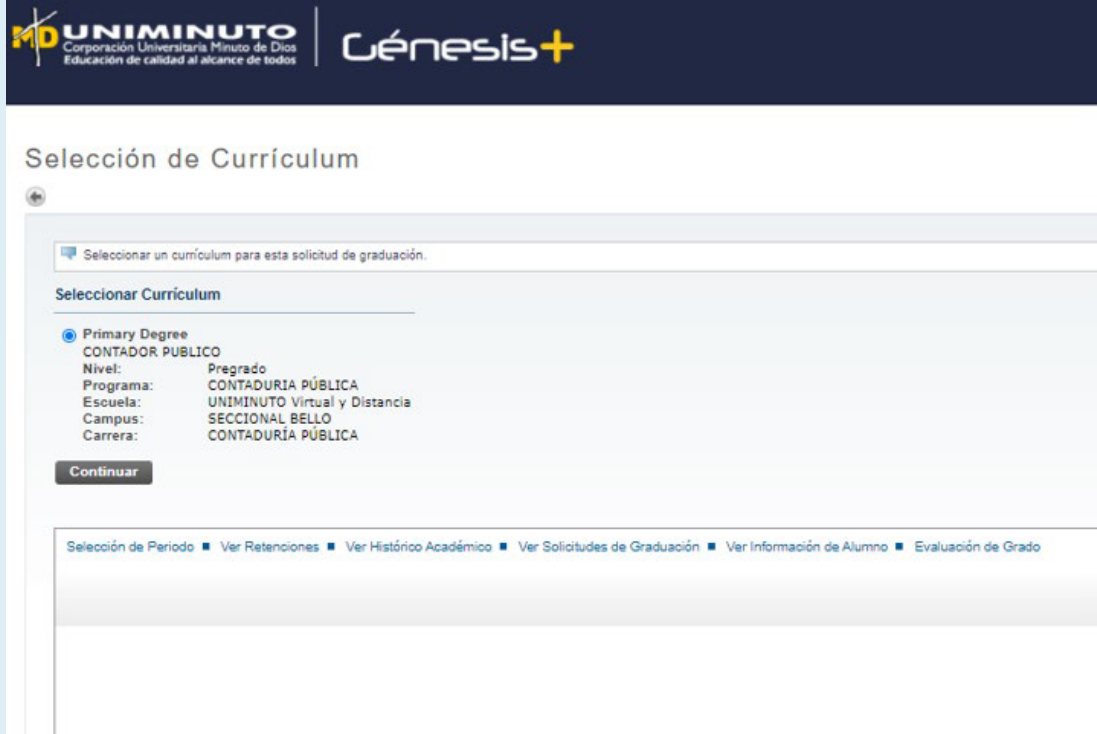 UNIMINUTO
Corporación Universitaria Minuto de Dios
Educación de calidad al alcance de todos
Génesis+
Selección de Currículum
Seleccionar un currículum para esta solicitud de graduación.
Seleccionar Currículum
Primary Degree
CONTADOR PUBLICO
Nivel: Pregrado
Programa: CONTADURIA PÚBLICA
Escuela: UNIMINUTO Virtual y Distancia
Campus: SECCIONAL BELLO
Carrera: CONTADURÍA PÚBLICA
Continuar
Selección de Periodo ■ Ver Retenciones ■ Ver Histórico Académico ■ Ver Solicitudes de Graduación ■ Ver Información de Alumno ■ Evaluación de Grado